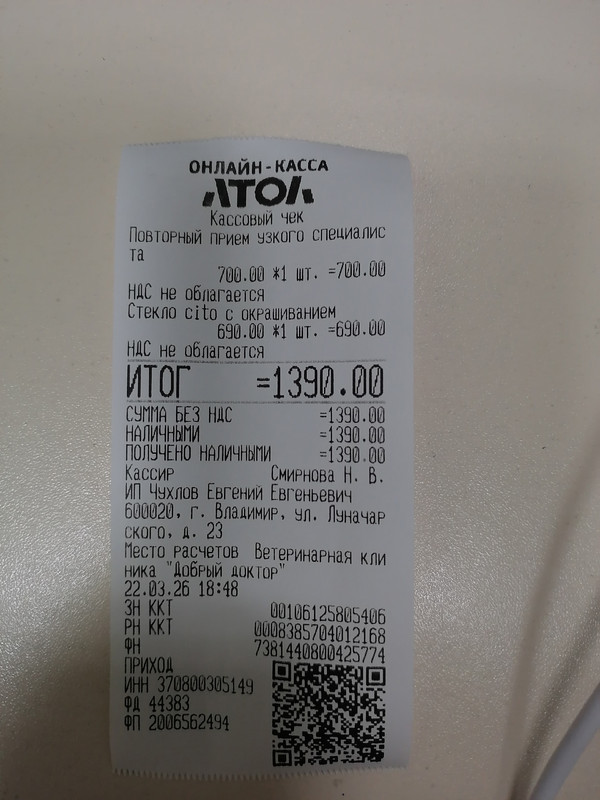 ОНЛАЙН-КАССА
АТОЛ
Кассовый чек
Повторный прием узкого специалис
та
700.00 *1 шт. =700.00
НДС не облагается
Стекло cito с окрашиванием
690.00 *1 шт. =690.00
НДС не облагается
ИТОГ =1390.00
СУММА БЕЗ НДС =1390.00
НАЛИЧНЫМИ =1390.00
ПОЛУЧЕНО НАЛИЧНЫМИ =1390.00
Кассир Смирнова Н. В.
ИП Чухлов Евгений Евгеньевич
600020, г. Владимир, ул. Луначар
ского, д. 23
Место расчетов Ветеринарная кли
ника "Добрый доктор"
22.03.26 18:48
ЗН ККТ 00106125805406
РН ККТ 0008385704012168
ФН 7381440800425774
ПРИХОД
ИНН 370800305149
ФД 44383
ФП 2006562494